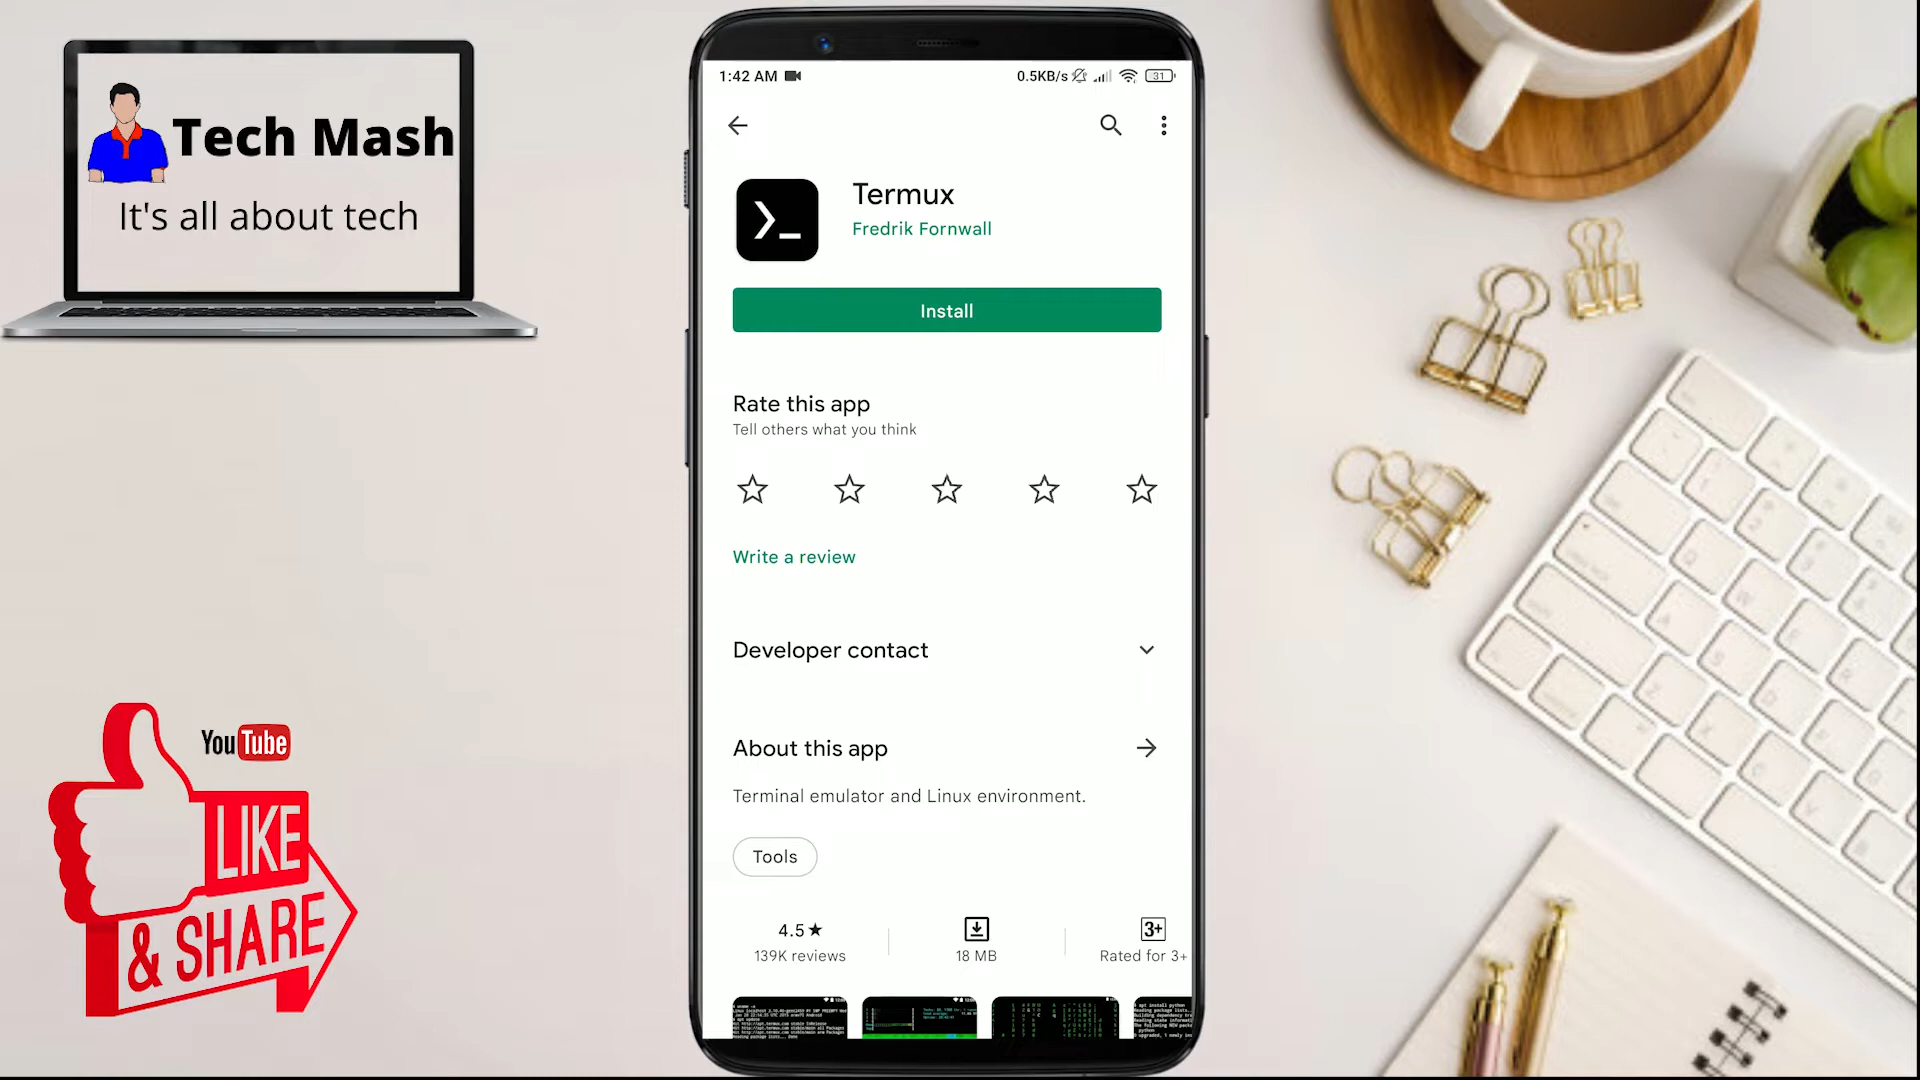 Tech Mash
It's all about tech
YouTube
LIKE
& SHARE
1:42 AM
0.5KB/s
31
Termux
Fredrik Fornwall
Install
Rate this app
Tell others what you think
Write a review
Developer contact
About this app
Terminal emulator and Linux environment.
Tools
4.5★
139K reviews
18 MB
3+
Rated for 3+